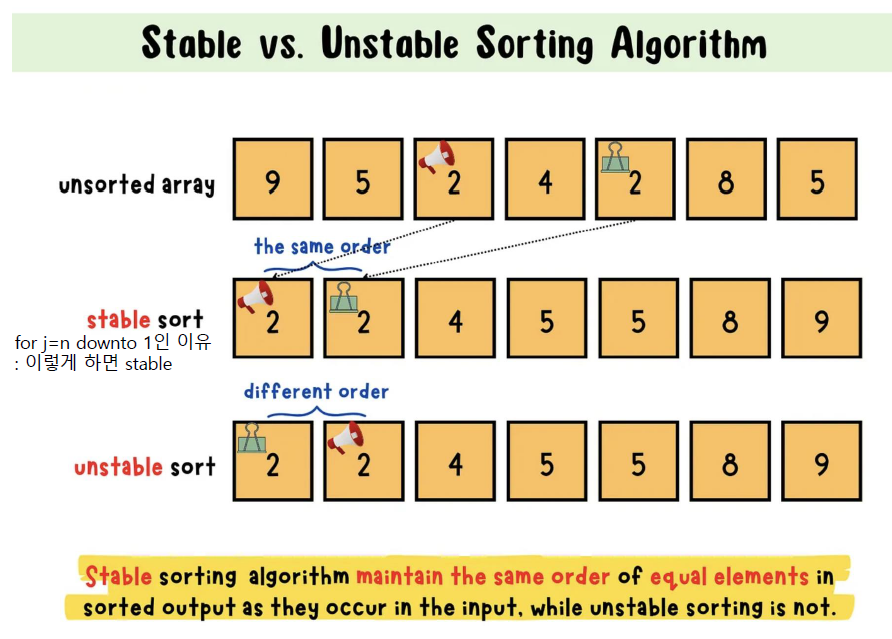 Stable vs. Unstable Sorting Algorithm
unsorted array 9 5 2 4 2 8 5
the same order
stable sort 2 2 4 5 5 8 9
for j=n downto 1인 이유
: 이렇게 하면 stable
different order
unstable sort 2 2 4 5 5 8 9
Stable sorting algorithm maintain the same order of equal elements in
sorted output as they occur in the input, while unstable sorting is not.